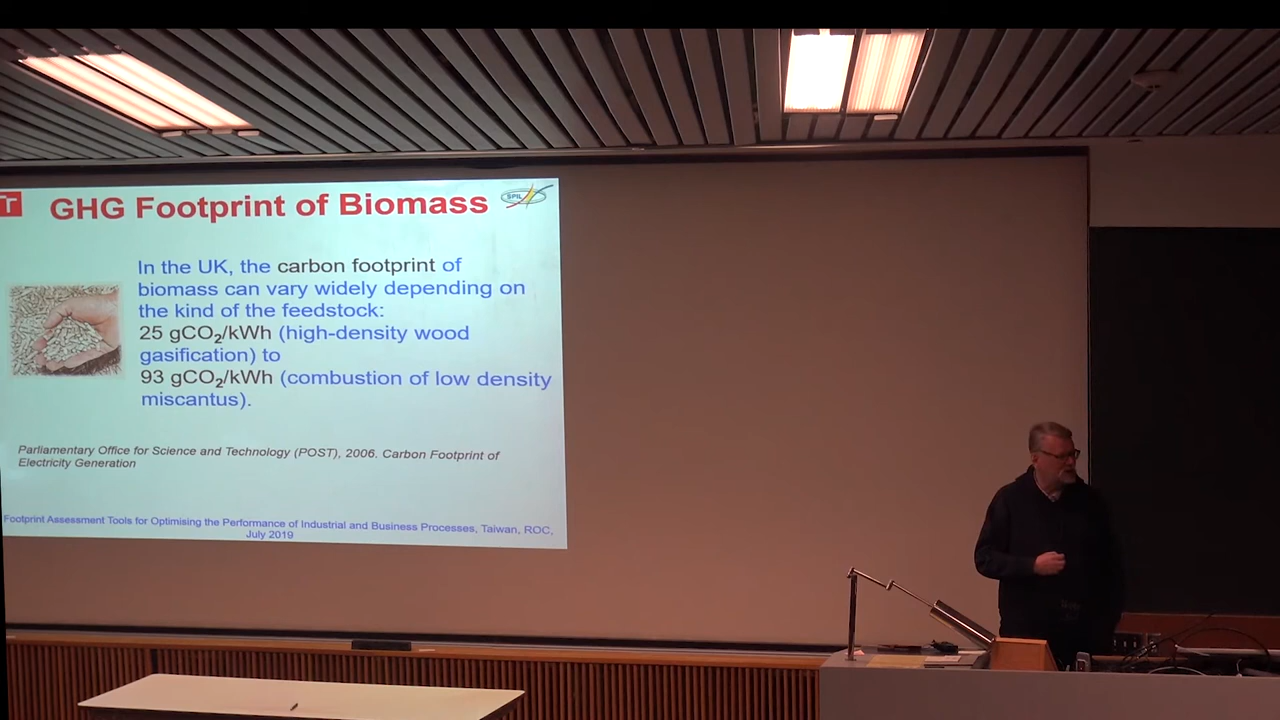 T
GHG Footprint of Biomass
SPIL
In the UK, the carbon footprint of
biomass can vary widely depending on
the kind of the feedstock:
25 gCO₂/kWh (high-density wood
gasification) to
93 gCO₂/kWh (combustion of low density
miscantus).
Parliamentary Office for Science and Technology (POST), 2006. Carbon Footprint of
Electricity Generation
Footprint Assessment Tools for Optimising the Performance of Industrial and Business Processes, Taiwan, ROC,
July 2019